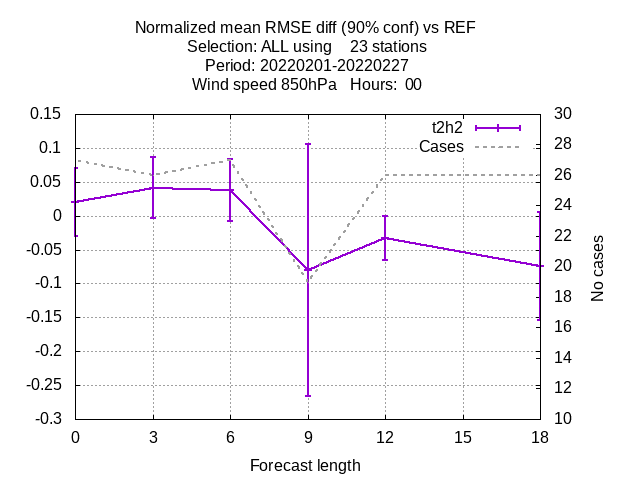 Normalized mean RMSE diff (90% conf) vs REF
Selection: ALL using    23 stations
Period: 20220201-20220227
Wind speed 850hPa   Hours:  00
t2h2
Cases
0.15
0.1
0.05
0
-0.05
-0.1
-0.15
-0.2
-0.25
-0.3
30
28
26
24
22
20
18
16
14
12
10
No cases
0 3 6 9 12 15 18
Forecast length